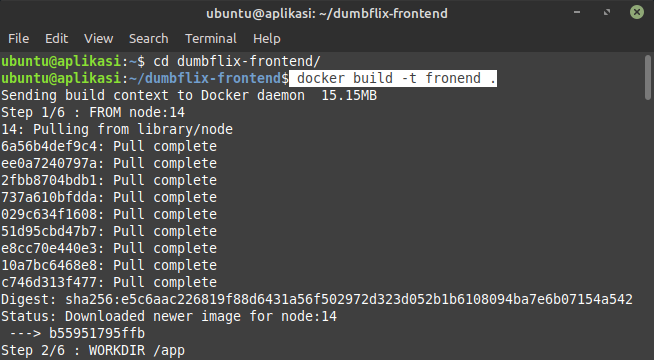 ubuntu@aplikasi: ~/dumbflix-frontend
File Edit View Search Terminal Help
ubuntu@aplikasi:~$ cd dumbflix-frontend/
ubuntu@aplikasi:~/dumbflix-frontend$ docker build -t fronend .
Sending build context to Docker daemon  15.15MB
Step 1/6 : FROM node:14
14: Pulling from library/node
6a56b4def9c4: Pull complete
ee0a7240797a: Pull complete
2fbb8704bdb1: Pull complete
737a610bfdda: Pull complete
029c634f1608: Pull complete
51d95cbd47b7: Pull complete
e8cc70e440e3: Pull complete
10a7bc6468e8: Pull complete
c746d313f477: Pull complete
Digest: sha256:e5c6aac226819f88d6431a56f502972d323d052b1b6108094ba7e6b07154a542
Status: Downloaded newer image for node:14
 ---> b55951795ffb
Step 2/6 : WORKDIR /app